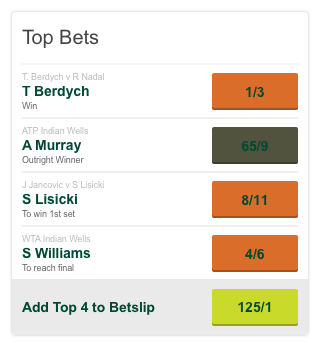 Top Bets
T. Berdych v R Nadal
T Berdych
1/3
Win
ATP Indian Wells
A Murray
65/9
Outright Winner
J Jancovic v S Lisicki
S Lisicki
8/11
To win 1st set
WTA Indian Wells
S Williams
4/6
To reach final
Add Top 4 to Betslip
125/1